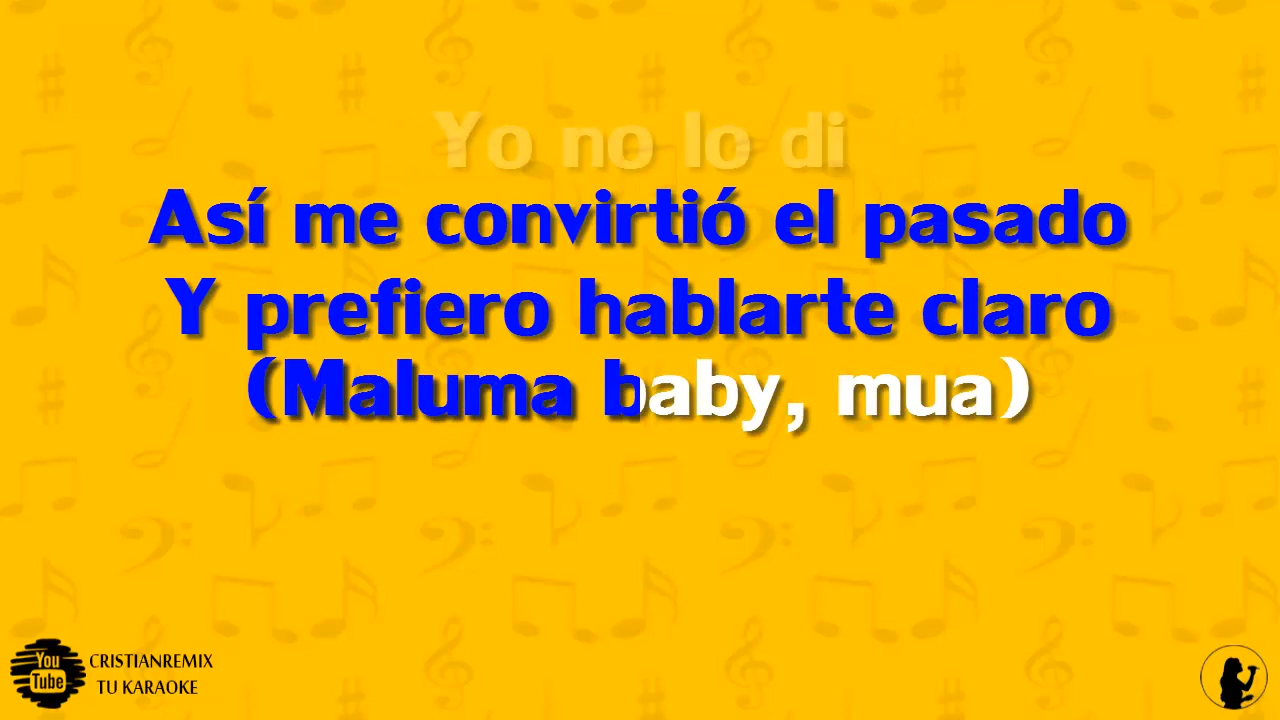 Yo no lo di
Así me convirtió el pasado
Y prefiero hablarte claro
(Maluma baby, mua)
You
Tube
CRISTIANREMIX
TU KARAOKE